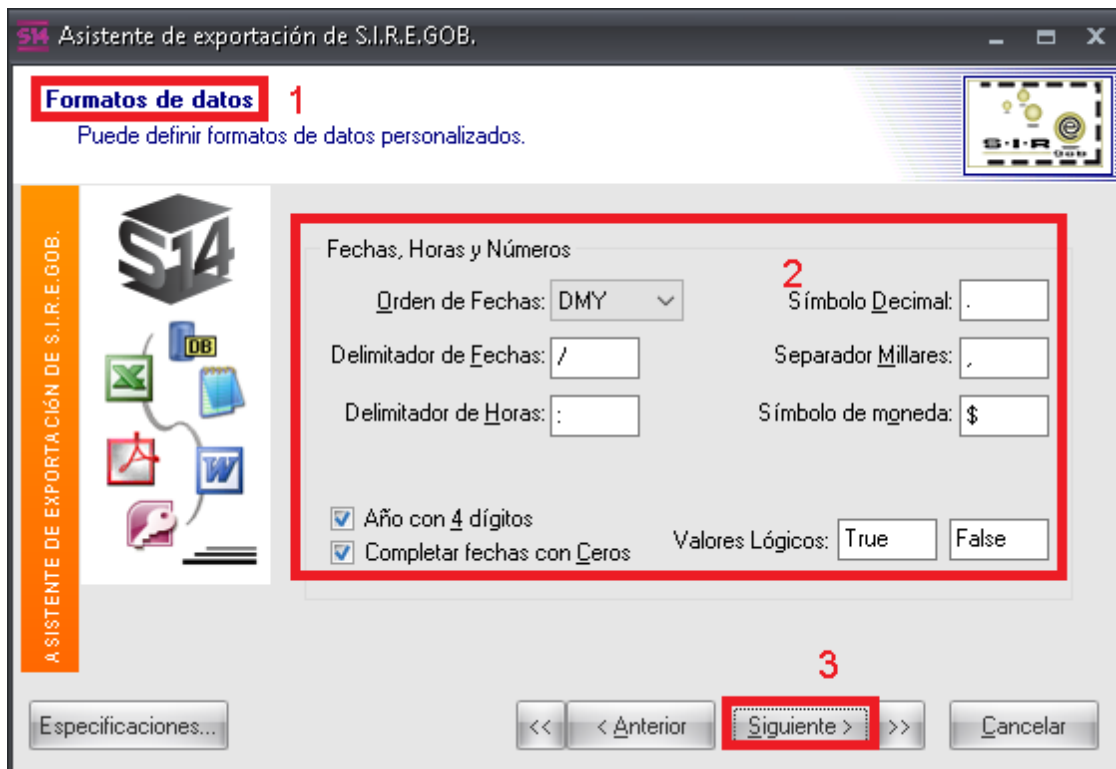 S14 Asistente de exportación de S.I.R.E.GOB.
Formatos de datos 1
Puede definir formatos de datos personalizados.
S·I·R e
Gob
ASISTENTE DE EXPORTACIÓN DE S.I.R.E.GOB.
S14
DB
W
Fechas, Horas y Números
2
Orden de Fechas: DMY
Símbolo Decimal: .
Delimitador de Fechas: /
Separador Millares: ,
Delimitador de Horas: :
Símbolo de moneda: $
Año con 4 dígitos
Completar fechas con Ceros
Valores Lógicos: True False
3
Especificaciones... << < Anterior Siguiente > >> Cancelar